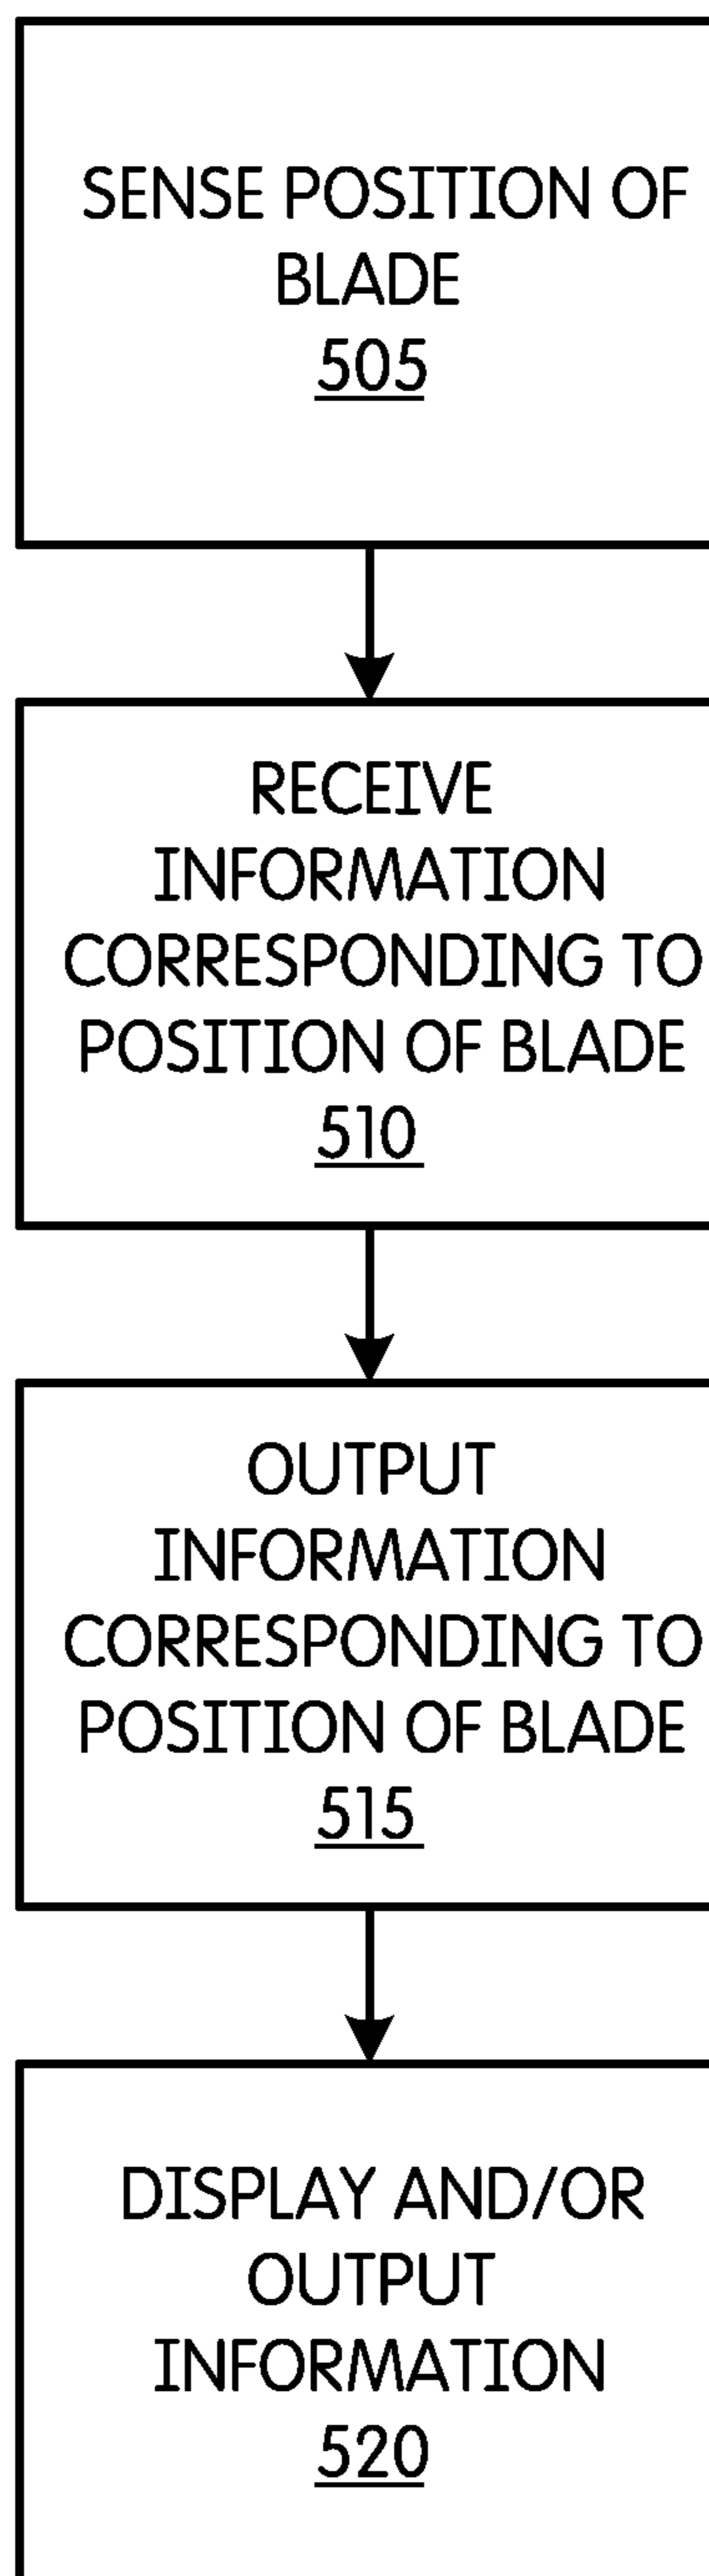 SENSE POSITION OF
BLADE
505
RECEIVE
INFORMATION
CORRESPONDING TO
POSITION OF BLADE
510
OUTPUT
INFORMATION
CORRESPONDING TO
POSITION OF BLADE
515
DISPLAY AND/OR
OUTPUT
INFORMATION
520